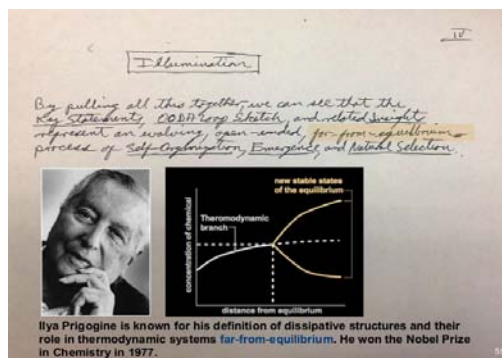 IV
Illumination
By pulling all this together, we can see that the
Key Statements, OODA Loop Sketch, and related Insight
represent an evolving, open-ended, far-from-equilibrium
process of Self-Organization, Emergence, and Natural Selection.
new stable states
of the equilibrium
Theromodynamic
branch
concentration of chemical
distance from equilibrium
Ilya Prigogine is known for his definition of dissipative structures and their
role in thermodynamic systems far-from-equilibrium. He won the Nobel Prize
in Chemistry in 1977.